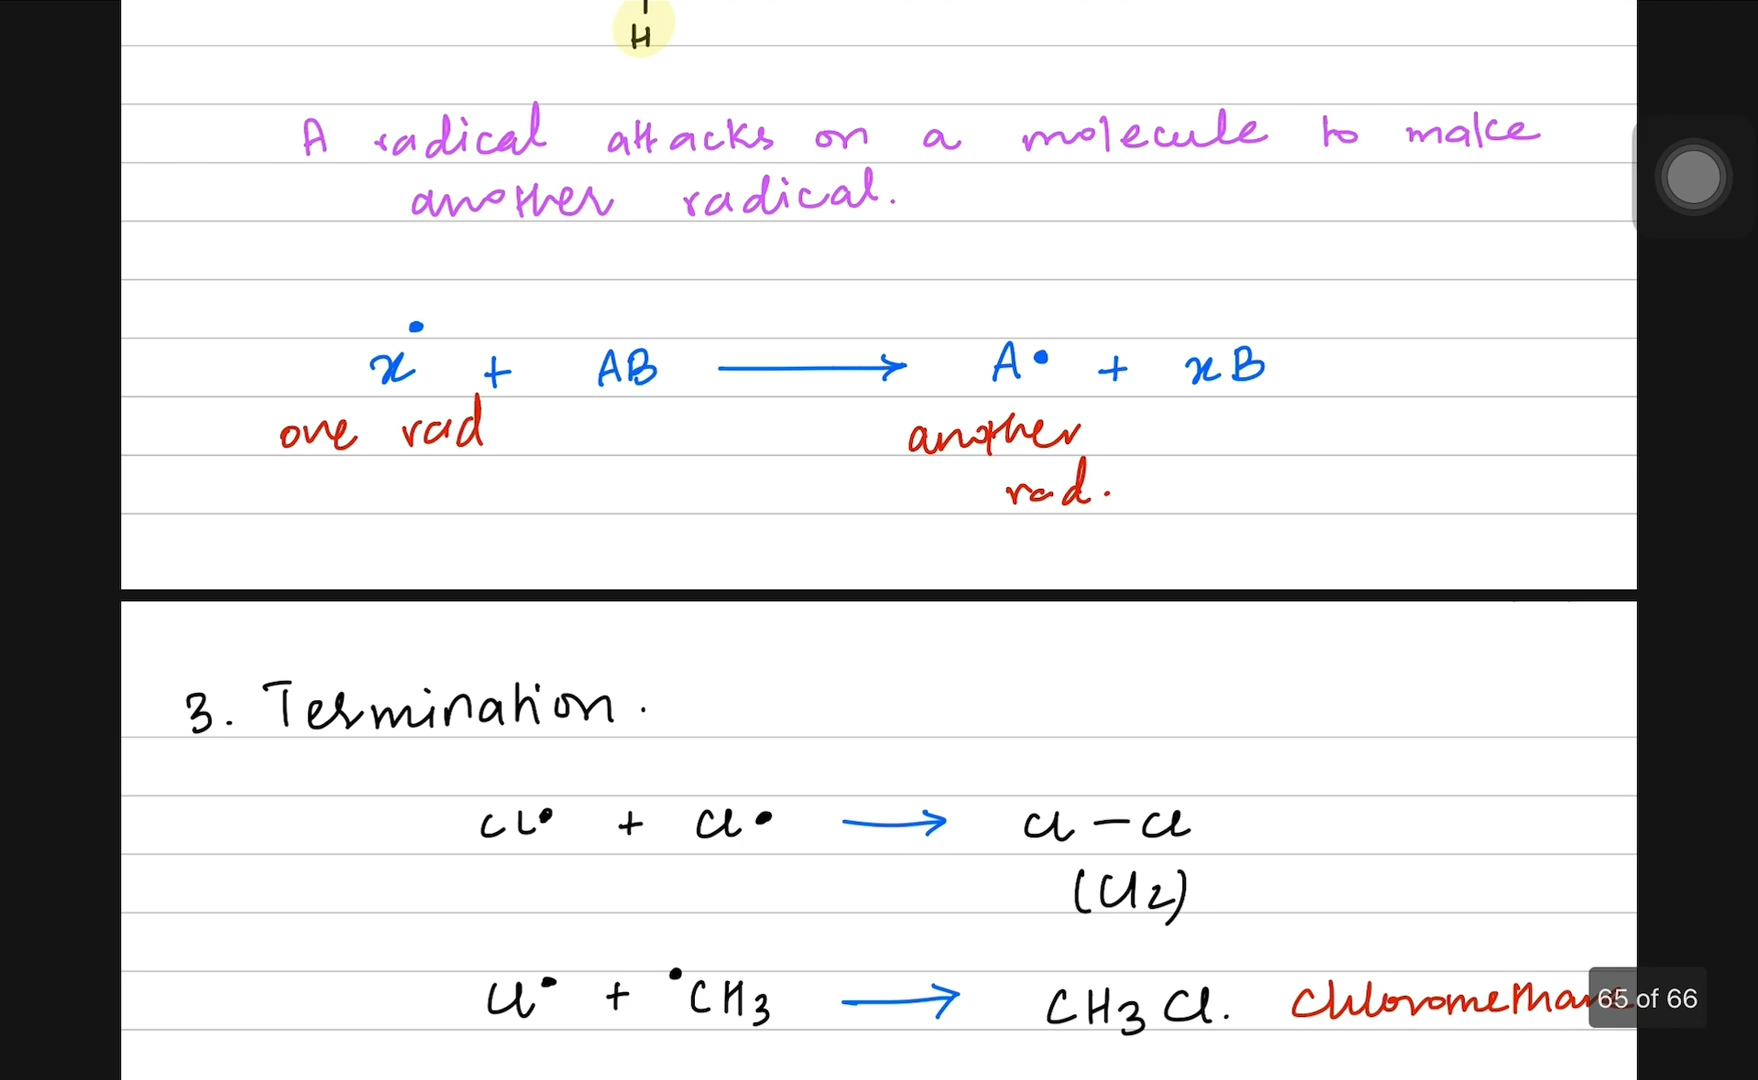 H
A radical attacks on a molecule to make
another radical.
x• + AB ⟶ A• + xB
one rad another
rad.
3. Termination.
Cl• + Cl• ⟶ Cl – Cl
(Cl2)
Cl• + •CH3 ⟶ CH3Cl. Chloromethane
65 of 66